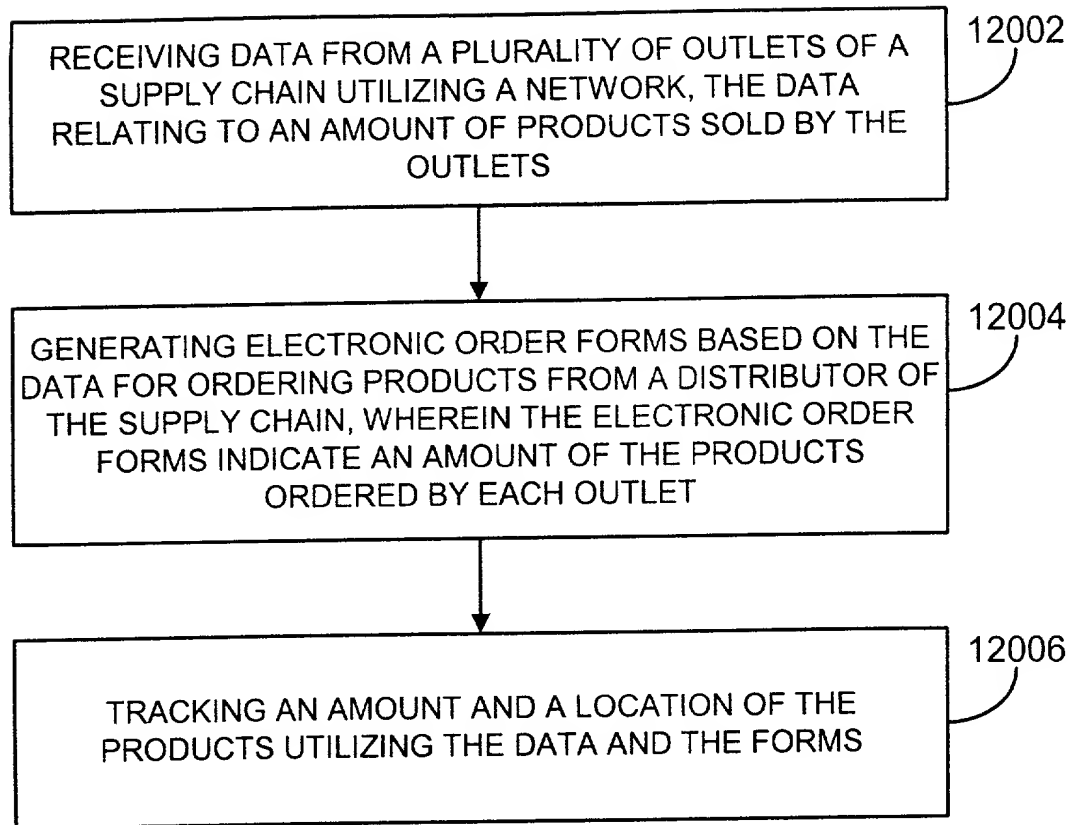 12002
RECEIVING DATA FROM A PLURALITY OF OUTLETS OF A
SUPPLY CHAIN UTILIZING A NETWORK, THE DATA
RELATING TO AN AMOUNT OF PRODUCTS SOLD BY THE
OUTLETS
12004
GENERATING ELECTRONIC ORDER FORMS BASED ON THE
DATA FOR ORDERING PRODUCTS FROM A DISTRIBUTOR OF
THE SUPPLY CHAIN, WHEREIN THE ELECTRONIC ORDER
FORMS INDICATE AN AMOUNT OF THE PRODUCTS
ORDERED BY EACH OUTLET
12006
TRACKING AN AMOUNT AND A LOCATION OF THE
PRODUCTS UTILIZING THE DATA AND THE FORMS